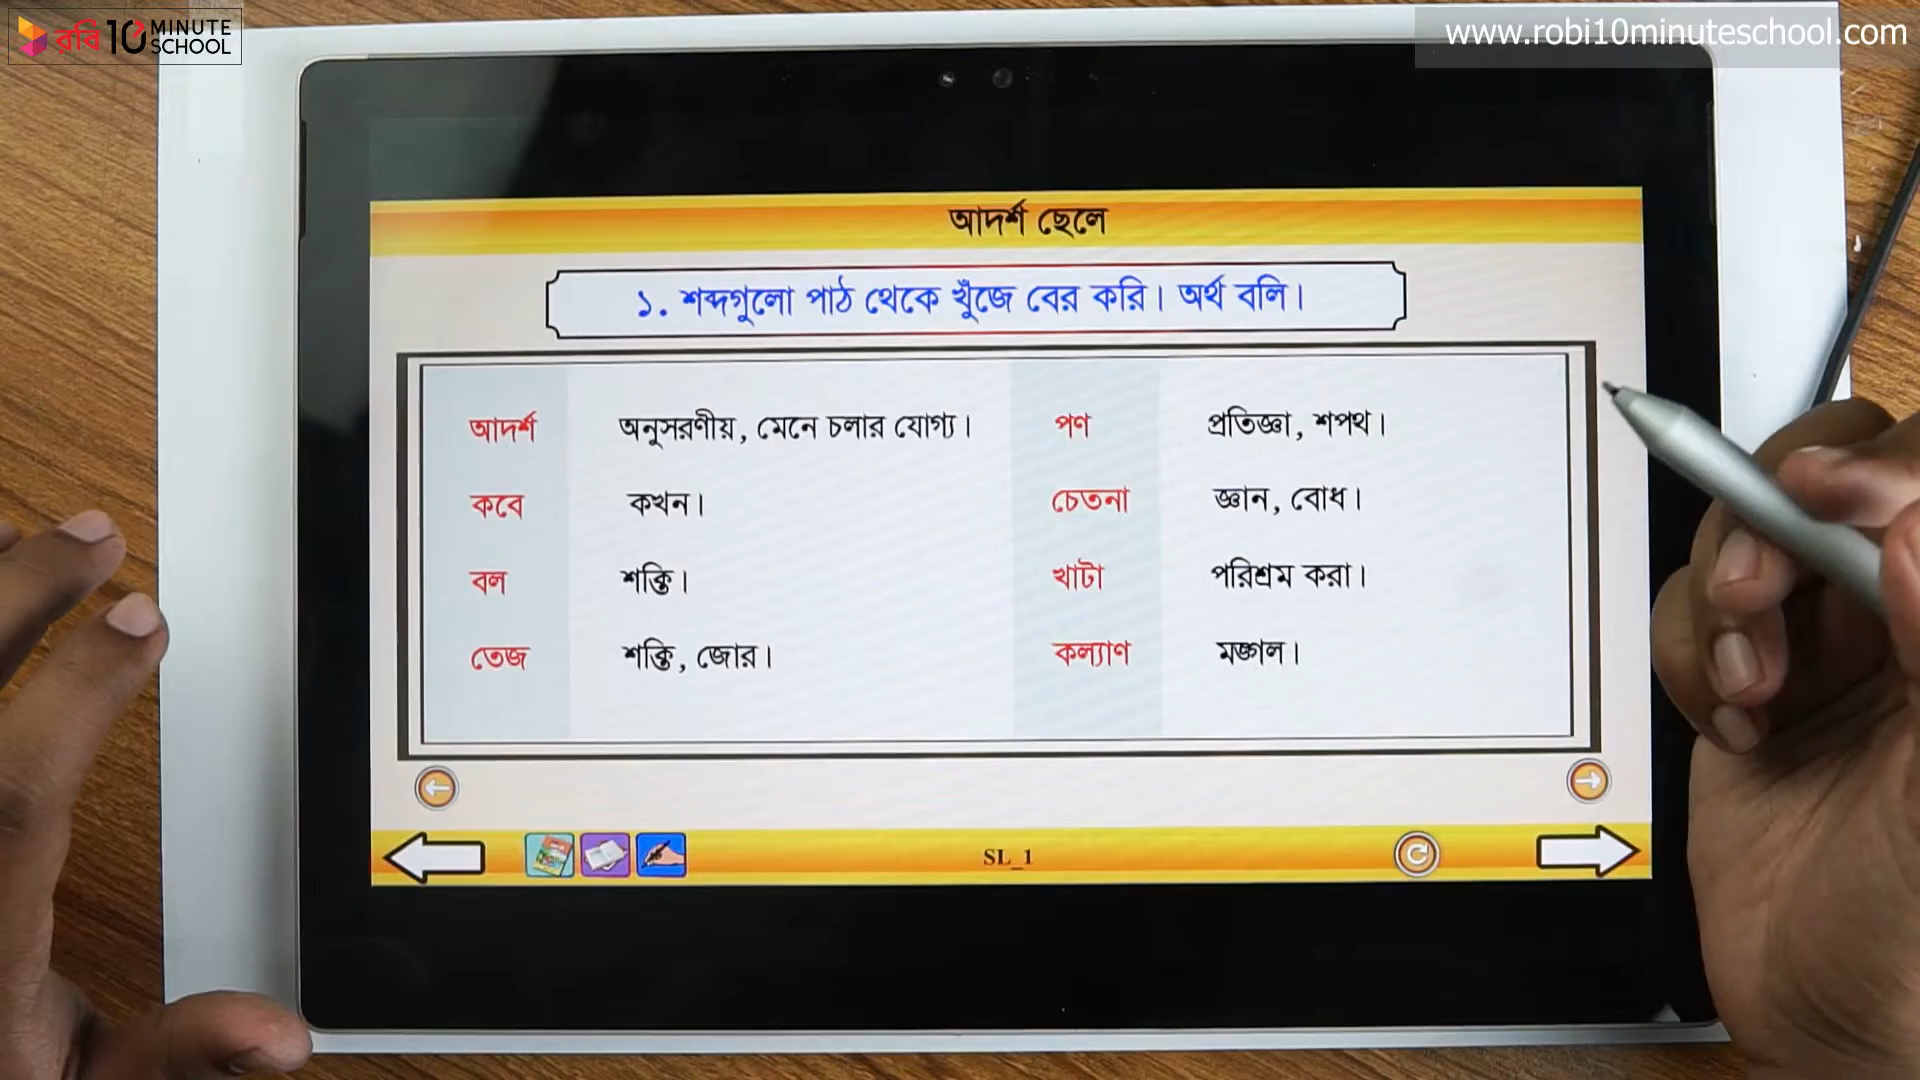 রবি 10 MINUTE SCHOOL
www.robi10minuteschool.com
আদর্শ ছেলে
১. শব্দগুলো পাঠ থেকে খুঁজে বের করি। অর্থ বলি।
আদর্শ অনুসরণীয়, মেনে চলার যোগ্য। পণ প্রতিজ্ঞা, শপথ।
কবে কখন। চেতনা জ্ঞান, বোধ।
বল শক্তি। খাটা পরিশ্রম করা।
তেজ শক্তি, জোর। কল্যাণ মঙ্গল।
SL_1